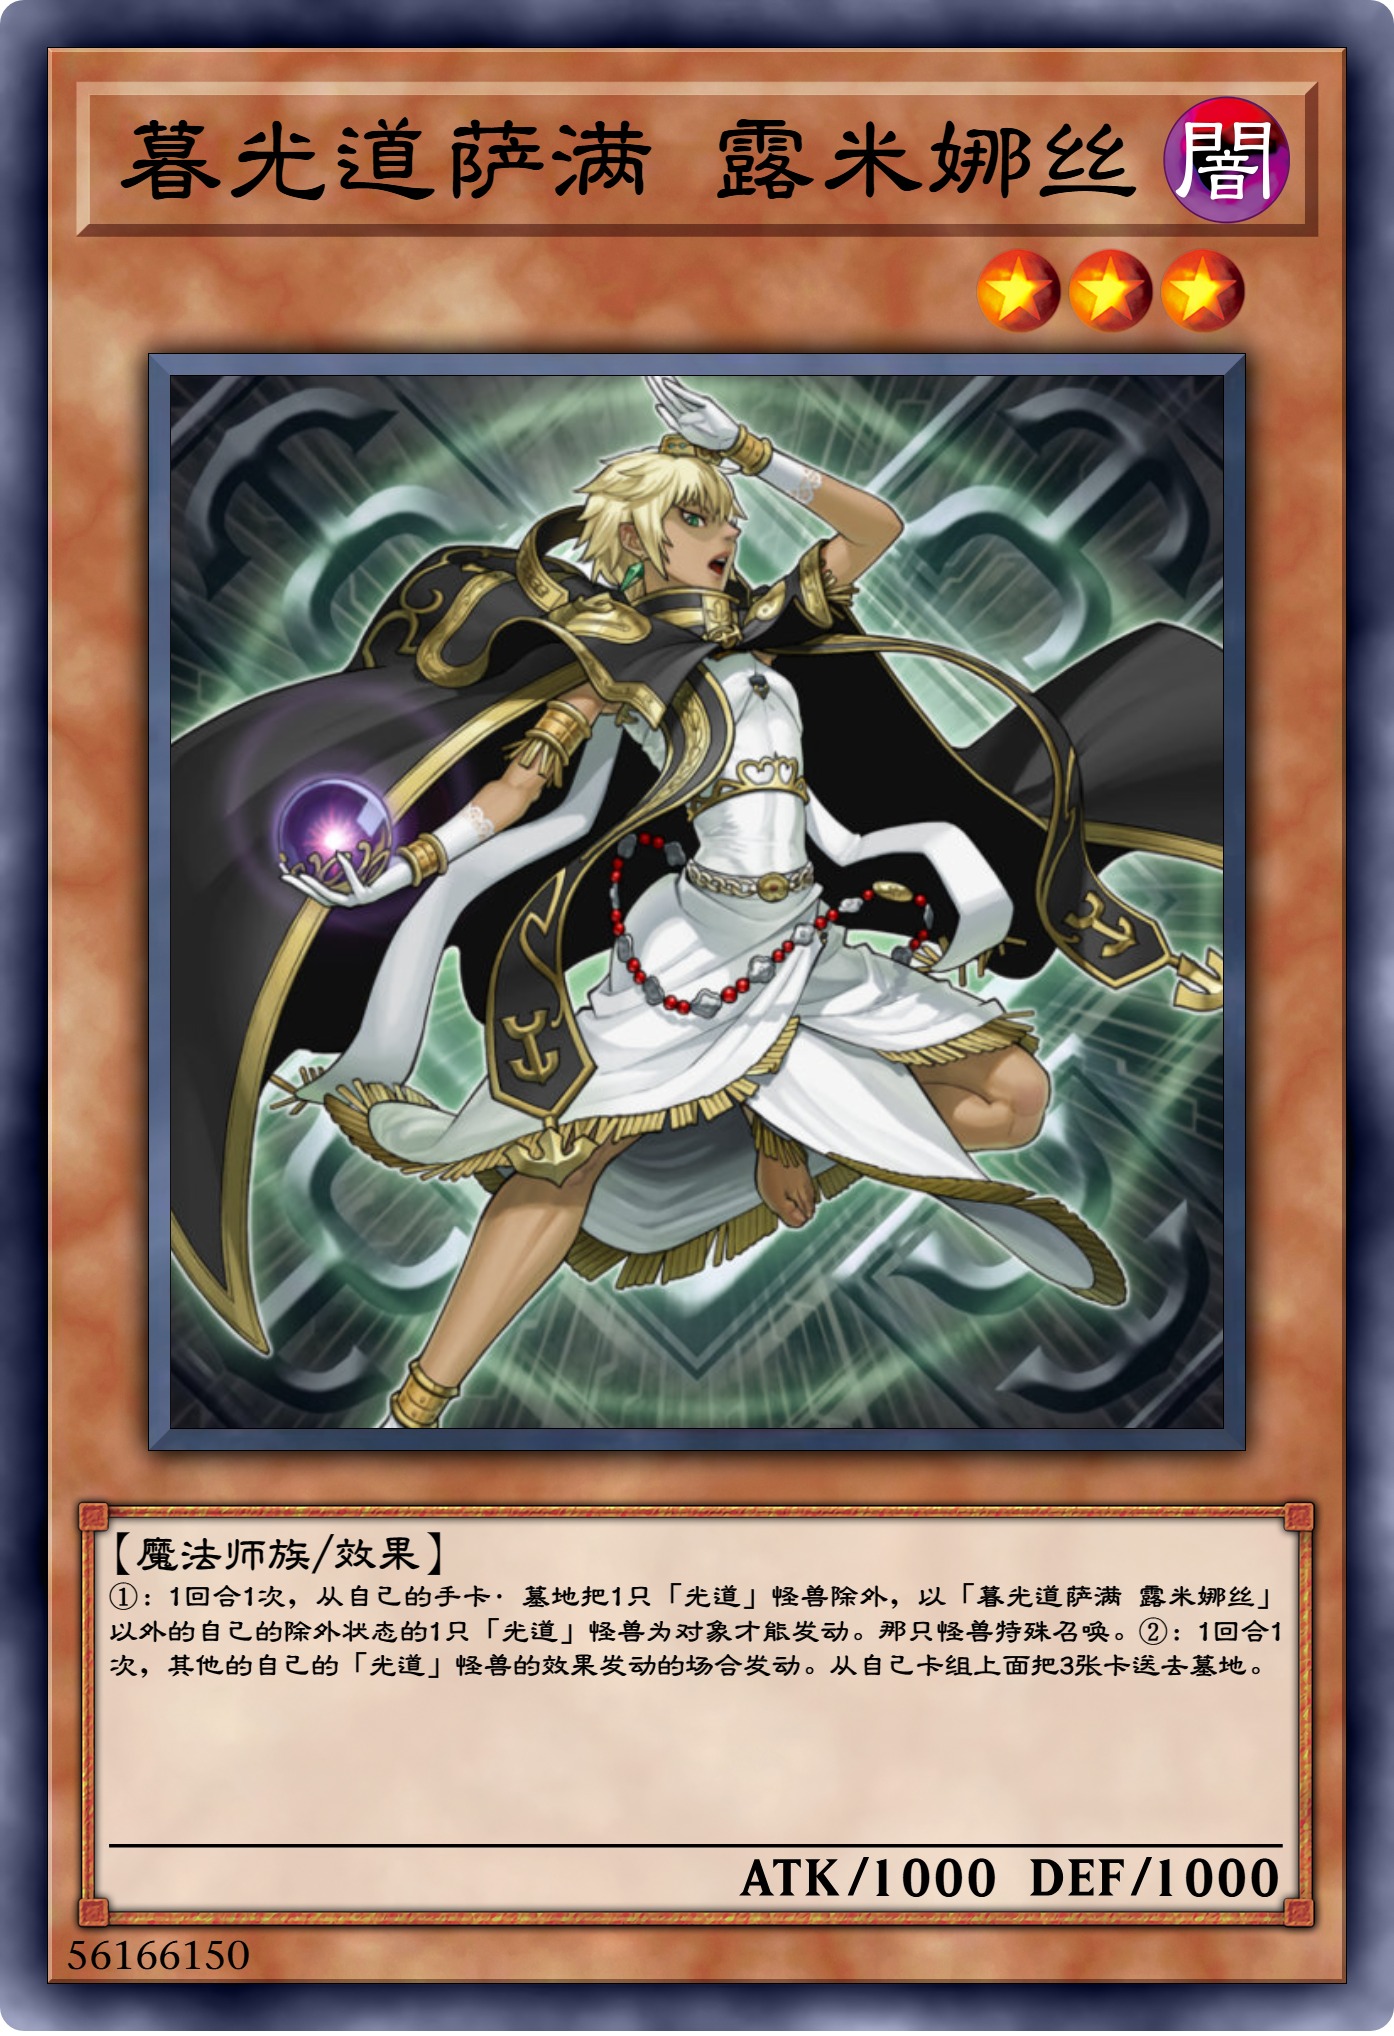 暮光道萨满 露米娜丝 闇
【魔法师族/效果】
①：1回合1次，从自己的手卡·墓地把1只「光道」怪兽除外，以「暮光道萨满 露米娜丝」
以外的自己的除外状态的1只「光道」怪兽为对象才能发动。那只怪兽特殊召唤。②：1回合1
次，其他的自己的「光道」怪兽的效果发动的场合发动。从自己卡组上面把3张卡送去墓地。
ATK/1000 DEF/1000
56166150